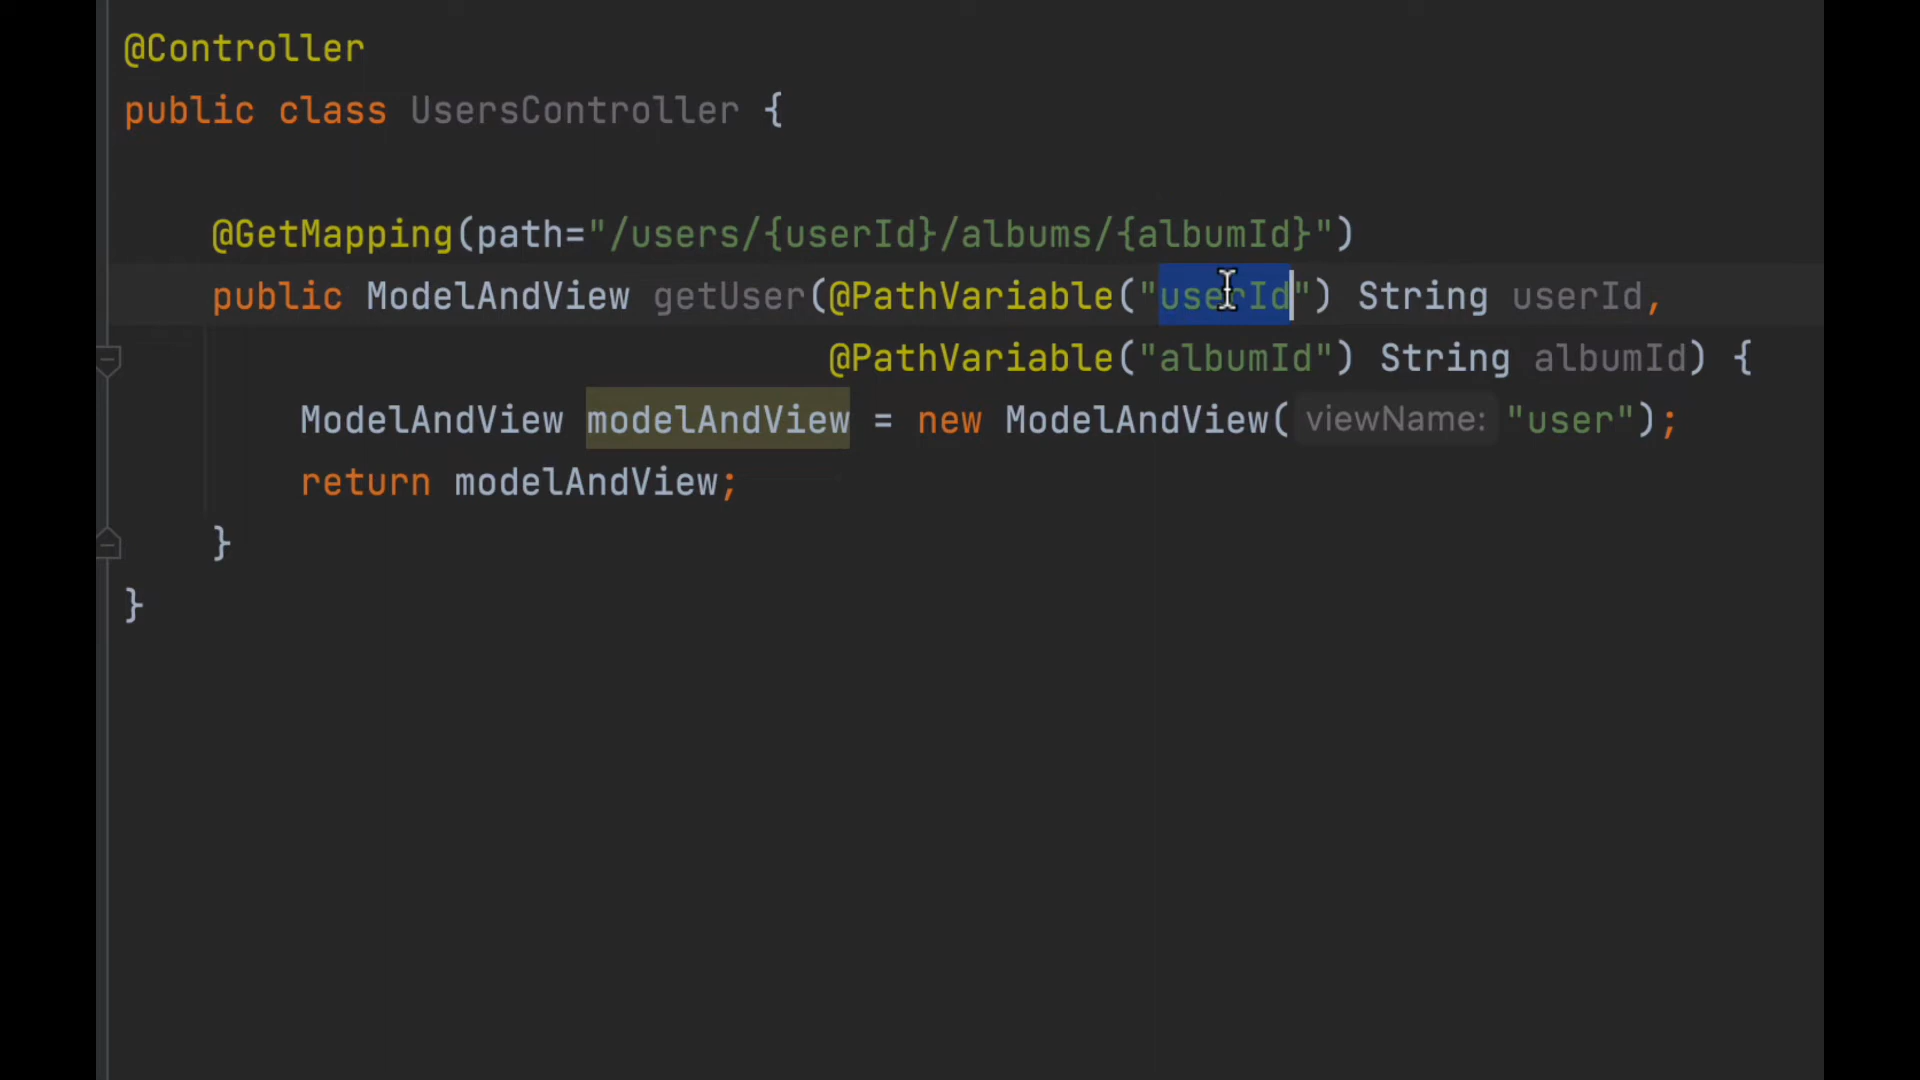 @Controller
public class UsersController {
@GetMapping(path="/users/{userId}/albums/{albumId}")
public ModelAndView getUser(@PathVariable("userId") String userId,
@PathVariable("albumId") String albumId) {
ModelAndView modelAndView = new ModelAndView( viewName: "user");
return modelAndView;
}
}